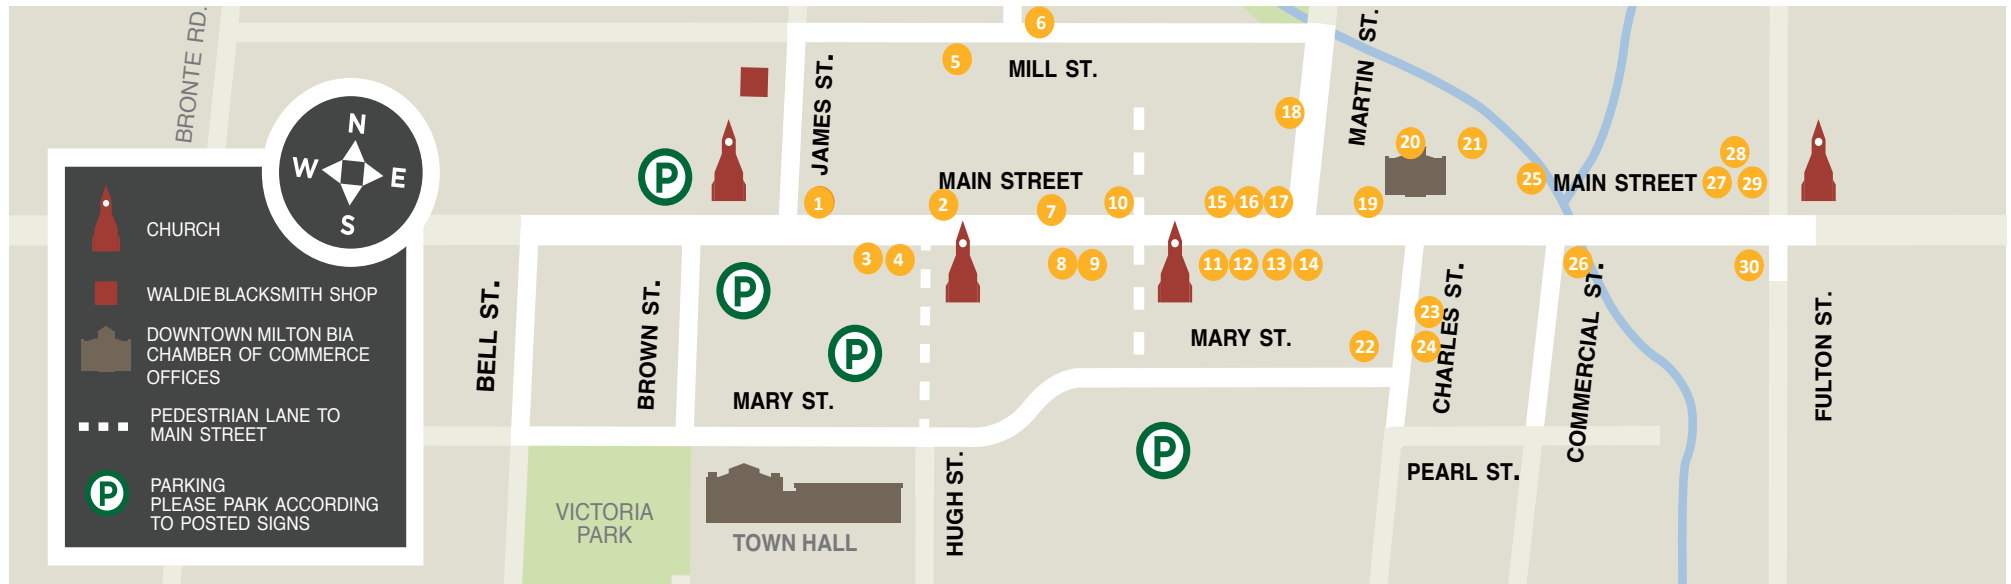 BRONTE RD.
N
W
E
S
CHURCH
WALDIE BLACKSMITH SHOP
DOWNTOWN MILTON BIA
CHAMBER OF COMMERCE
OFFICES
PEDESTRIAN LANE TO
MAIN STREET
P
PARKING
PLEASE PARK ACCORDING
TO POSTED SIGNS
6
5
MILL ST.
JAMES ST.
MARTIN ST.
18
20
21
28
P
MAIN STREET
25
MAIN STREET
27
29
1
2
7
10
15
16
17
19
3
4
8
9
11
12
13
14
26
30
P
BELL ST.
BROWN ST.
23
CHARLES ST.
COMMERCIAL ST.
FULTON ST.
P
MARY ST.
22
24
MARY ST.
P
PEARL ST.
HUGH ST.
VICTORIA
PARK
TOWN HALL